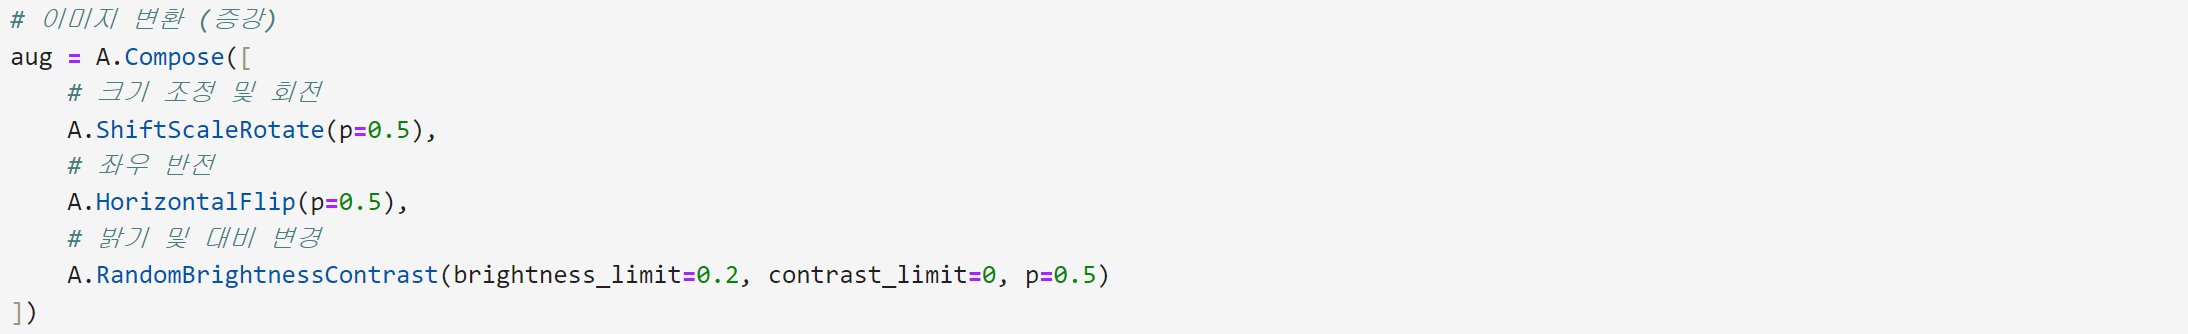 # 이미지 변환 (증강)
aug = A.Compose([
    # 크기 조정 및 회전
    A.ShiftScaleRotate(p=0.5),
    # 좌우 반전
    A.HorizontalFlip(p=0.5),
    # 밝기 및 대비 변경
    A.RandomBrightnessContrast(brightness_limit=0.2, contrast_limit=0, p=0.5)
])